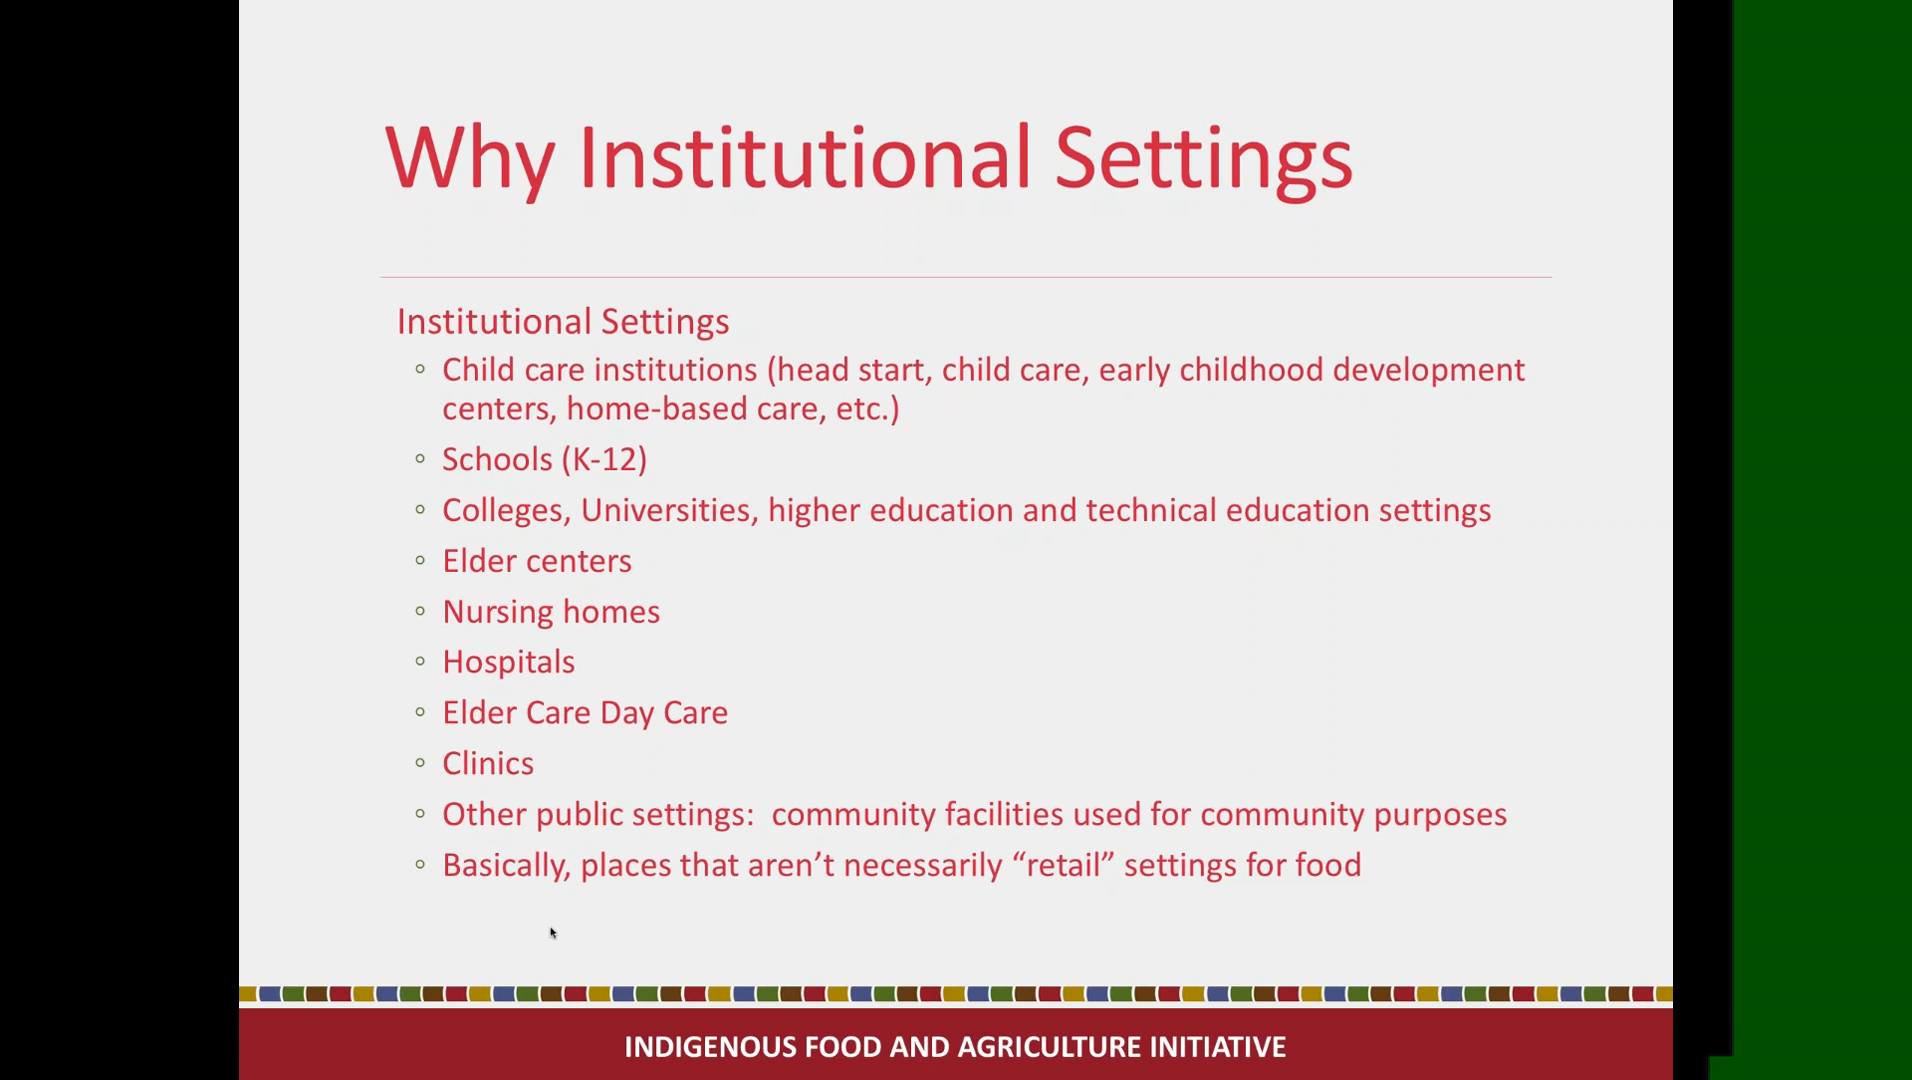 Why Institutional Settings
Institutional Settings
◦ Child care institutions (head start, child care, early childhood development
centers, home-based care, etc.)
◦ Schools (K-12)
◦ Colleges, Universities, higher education and technical education settings
◦ Elder centers
◦ Nursing homes
◦ Hospitals
◦ Elder Care Day Care
◦ Clinics
◦ Other public settings:  community facilities used for community purposes
◦ Basically, places that aren’t necessarily “retail” settings for food
INDIGENOUS FOOD AND AGRICULTURE INITIATIVE